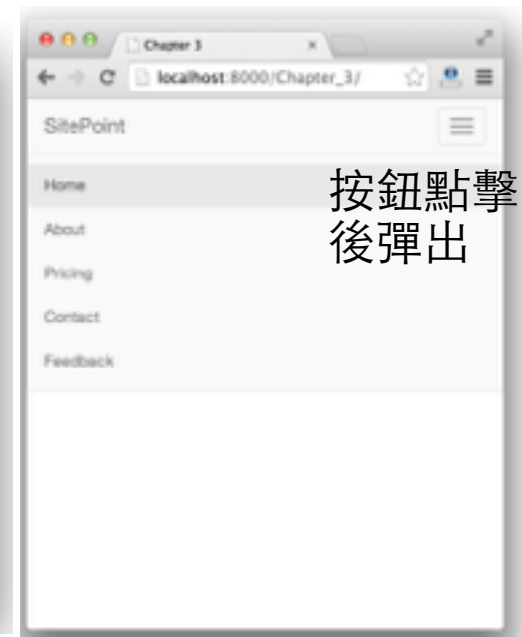 Chapter 3
localhost:8000/Chapter_3/
SitePoint
Home
按鈕點擊
後彈出
About
Pricing
Contact
Feedback